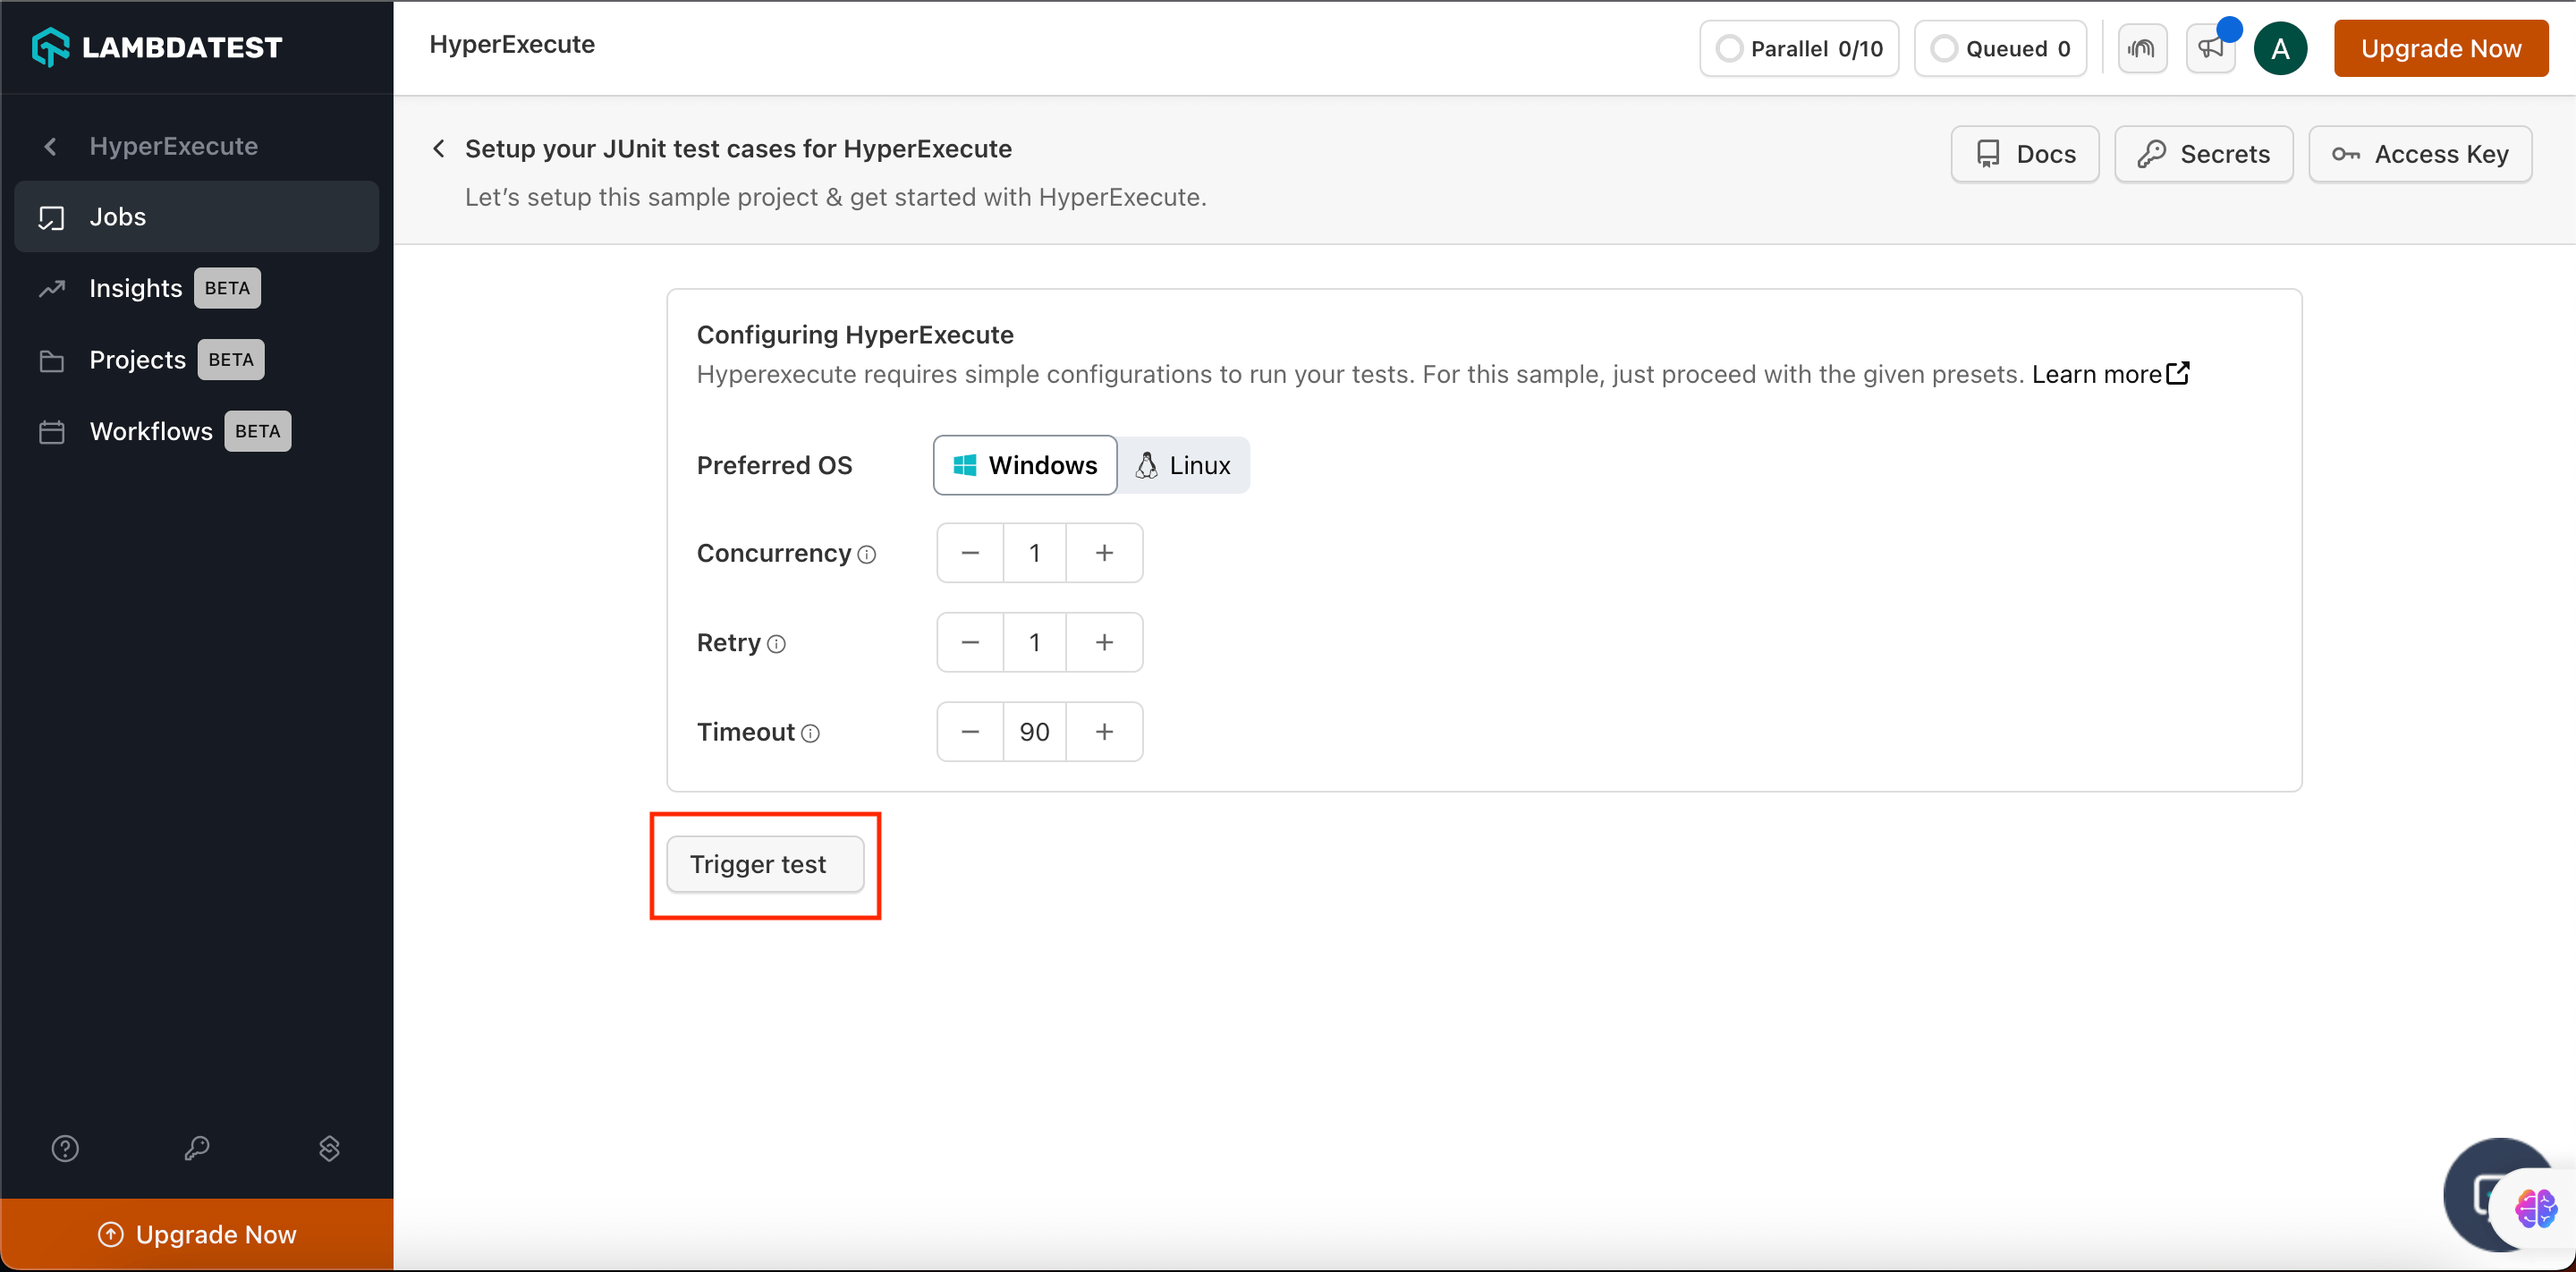 LAMBDATEST
HyperExecute
Parallel 0/10
Queued 0
A
Upgrade Now
HyperExecute
Jobs
Insights BETA
Projects BETA
Workflows BETA
Upgrade Now
Setup your JUnit test cases for HyperExecute
Let’s setup this sample project & get started with HyperExecute.
Docs
Secrets
Access Key
Configuring HyperExecute
Hyperexecute requires simple configurations to run your tests. For this sample, just proceed with the given presets. Learn more
Preferred OS Windows Linux
Concurrency − 1 +
Retry − 1 +
Timeout − 90 +
Trigger test